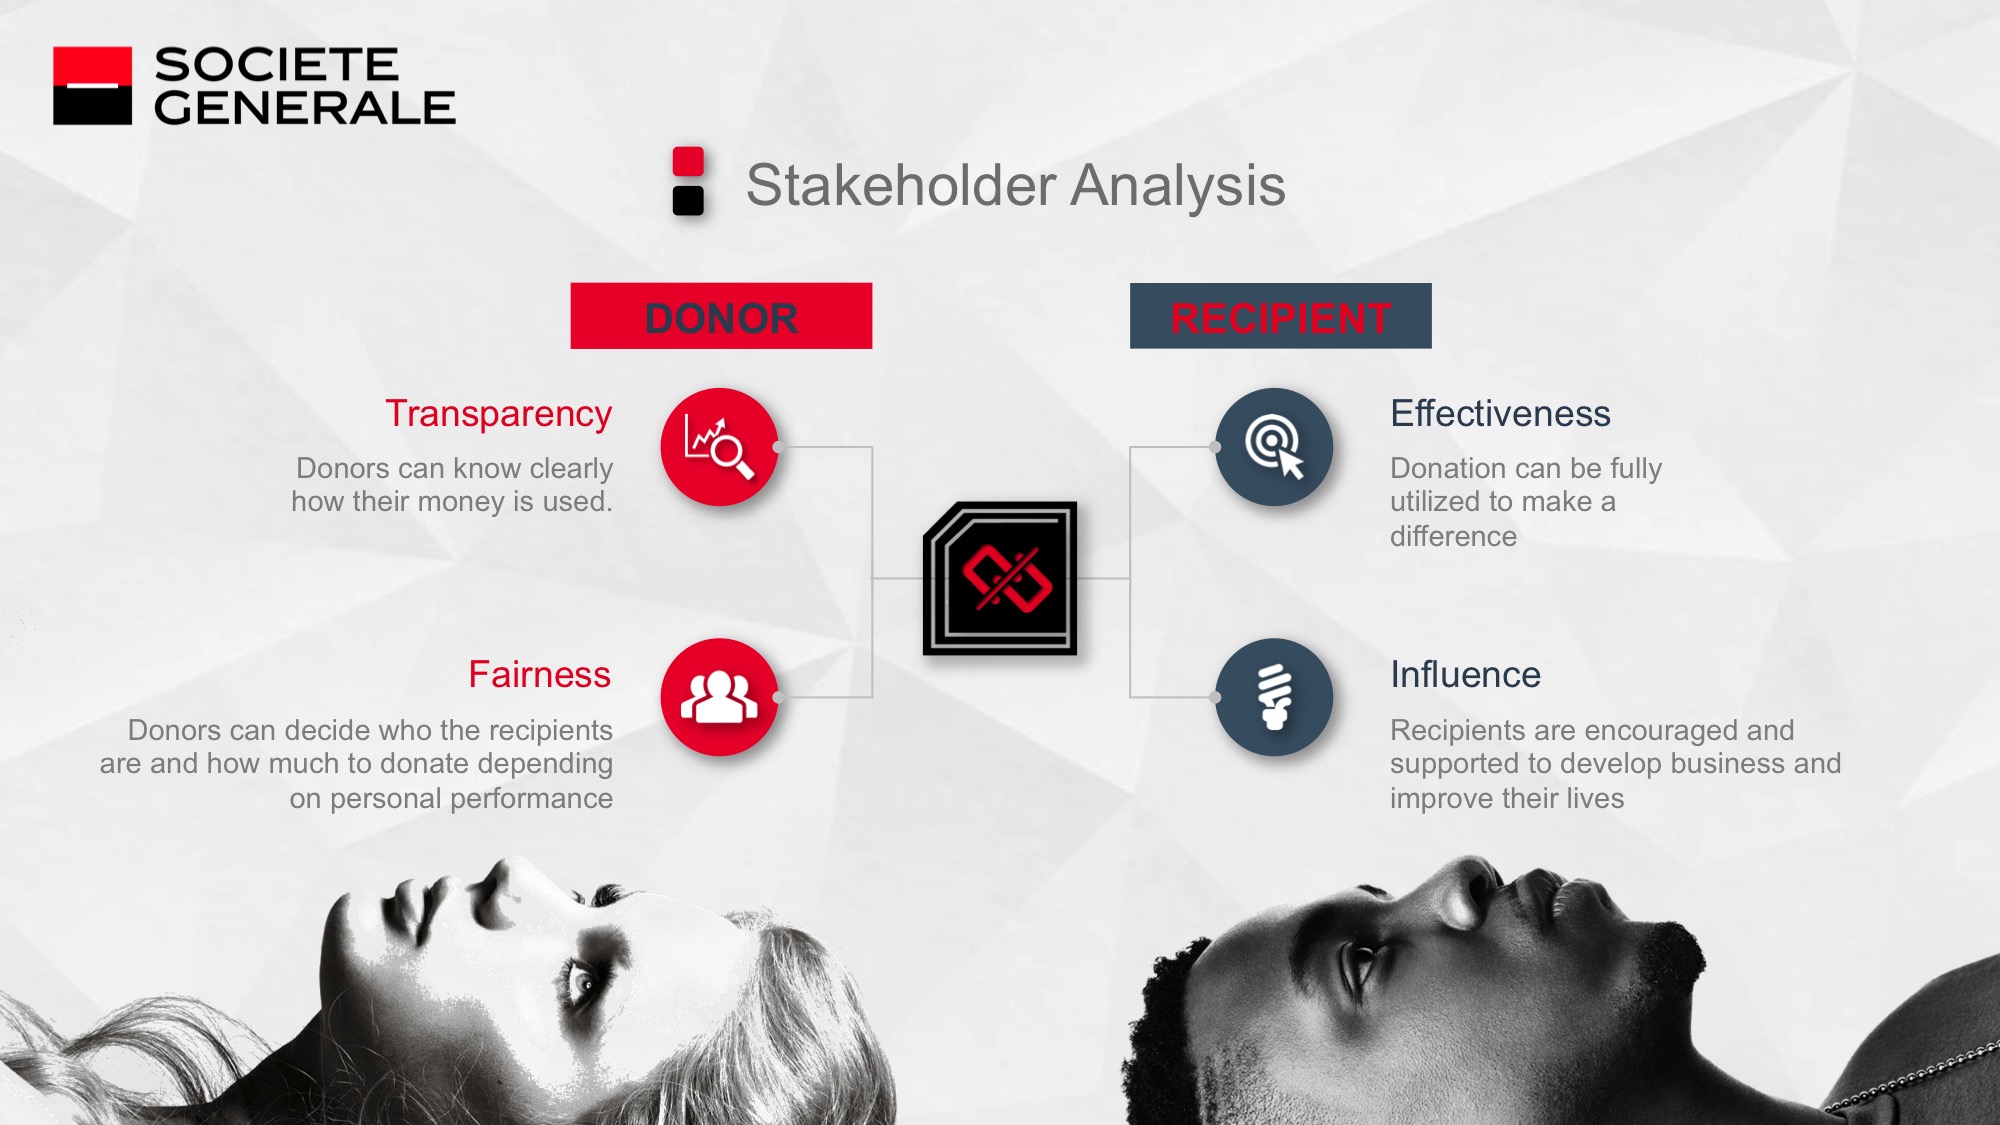 SOCIETE
GENERALE
Stakeholder Analysis
DONOR
RECIPIENT
Transparency
Donors can know clearly
how their money is used.
Effectiveness
Donation can be fully
utilized to make a
difference
Fairness
Donors can decide who the recipients
are and how much to donate depending
on personal performance
Influence
Recipients are encouraged and
supported to develop business and
improve their lives